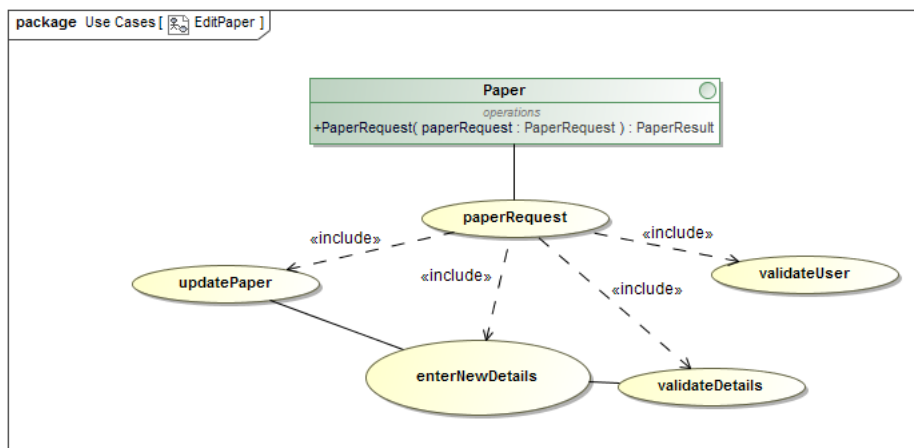 package Use Cases [ EditPaper ]
Paper
operations
+PaperRequest( paperRequest : PaperRequest ) : PaperResult
paperRequest
«include»
«include»
«include»
«include»
updatePaper
validateUser
enterNewDetails
validateDetails